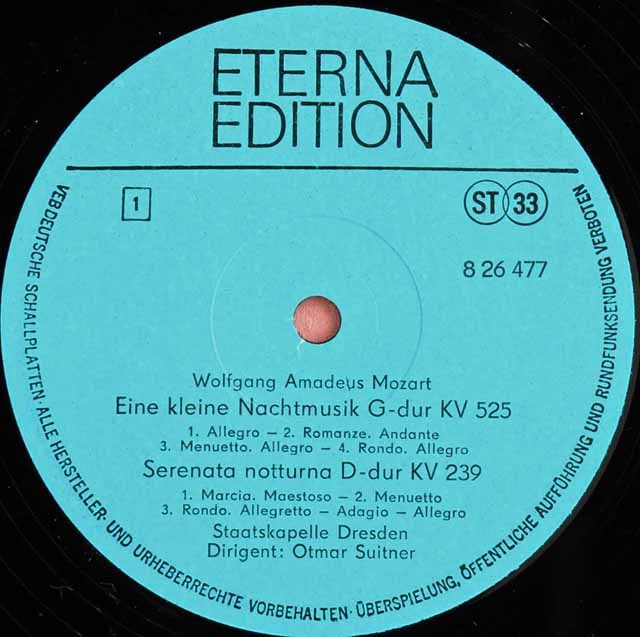 ETERNA
EDITION
1
ST 33
8 26 477
Wolfgang Amadeus Mozart
Eine kleine Nachtmusik G-dur KV 525
1. Allegro – 2. Romanze. Andante
3. Menuetto. Allegro – 4. Rondo. Allegro
Serenata notturna D-dur KV 239
1. Marcia. Maestoso – 2. Menuetto
3. Rondo. Allegretto – Adagio – Allegro
Staatskapelle Dresden
Dirigent: Otmar Suitner
VEB DEUTSCHE SCHALLPLATTEN · ALLE HERSTELLER- UND URHEBERRECHTE VORBEHALTEN · ÜBERSPIELUNG, ÖFFENTLICHE AUFFÜHRUNG UND RUNDFUNKSENDUNG VERBOTEN